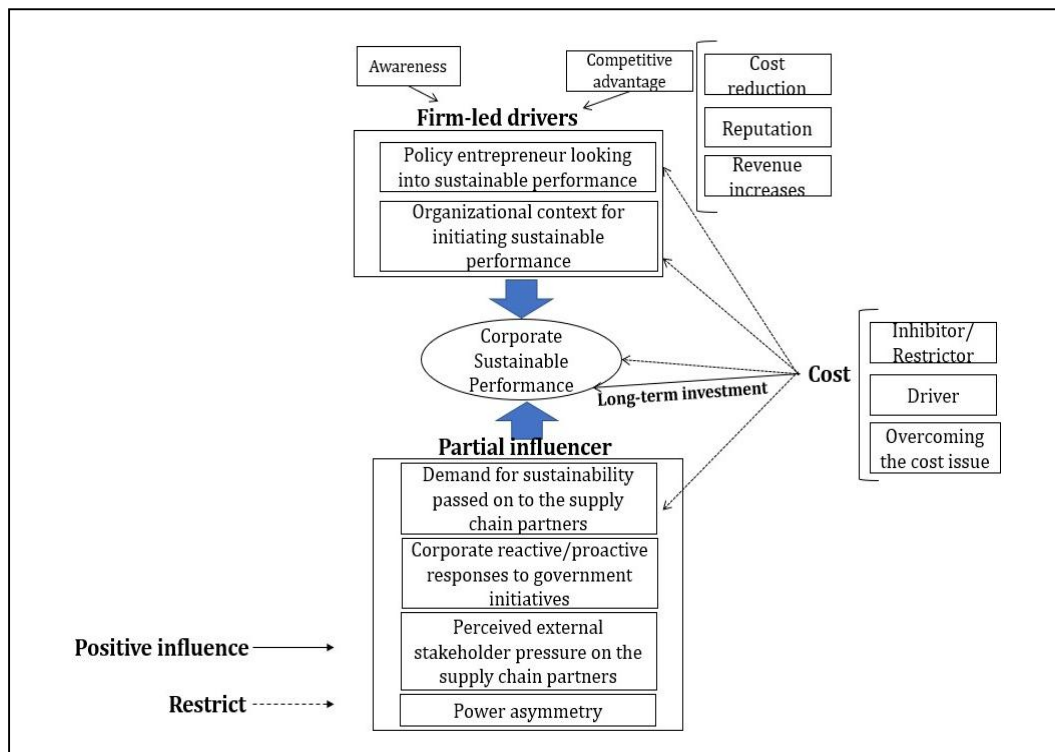 Awareness
Competitive
advantage
Cost
reduction
Reputation
Revenue
increases
Firm-led drivers
Policy entrepreneur looking
into sustainable performance
Organizational context for
initiating sustainable
performance
Corporate
Sustainable
Performance
Long-term investment
Cost
Inhibitor/
Restrictor
Driver
Overcoming
the cost issue
Partial influencer
Demand for sustainability
passed on to the supply
chain partners
Corporate reactive/proactive
responses to government
initiatives
Perceived external
stakeholder pressure on the
supply chain partners
Power asymmetry
Positive influence
Restrict